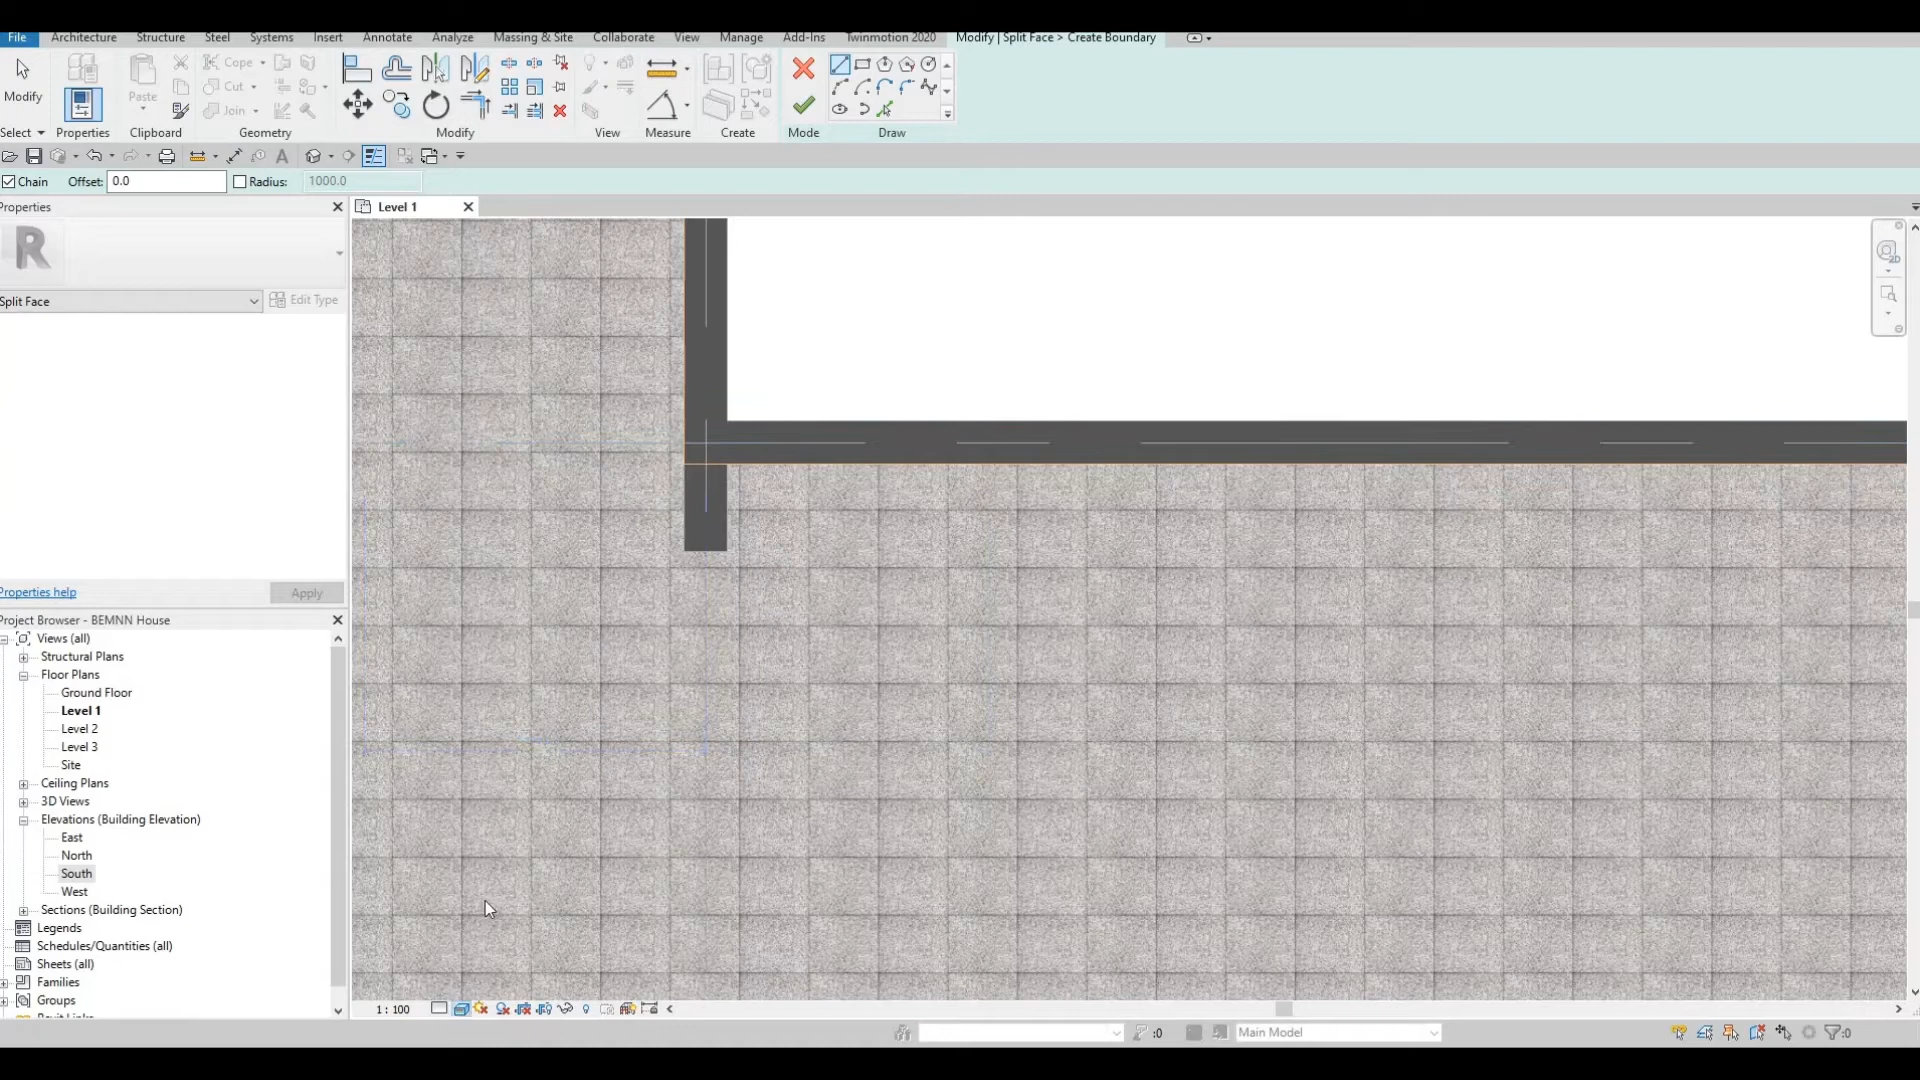 File Architecture Structure Steel Systems Insert Annotate Analyze Massing & Site Collaborate View Manage Add-Ins Twinmotion 2020 Modify | Split Face > Create Boundary
Modify
Paste
Cope
Cut
Join
Select Properties Clipboard Geometry Modify View Measure Create Mode Draw
Chain Offset: 0.0 Radius: 1000.0
Properties
Level 1
R
2D
Split Face
Edit Type
Properties help
Apply
Project Browser - BEMNN House
Views (all)
Structural Plans
Floor Plans
Ground Floor
Level 1
Level 2
Level 3
Site
Ceiling Plans
3D Views
Elevations (Building Elevation)
East
North
South
West
Sections (Building Section)
Legends
Schedules/Quantities (all)
Sheets (all)
Families
Groups
1 : 100
:0
Main Model
:0